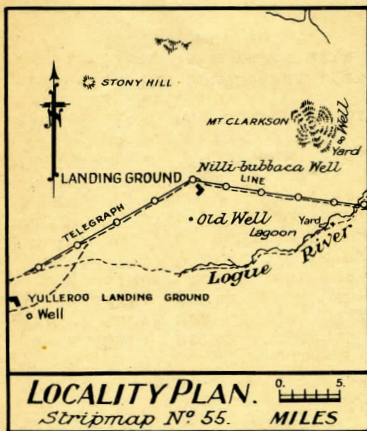 STONY HILL
N
MT CLARKSON
Well
Yard
Nilli-bubbaca Well
LANDING GROUND
LINE
TELEGRAPH
Old Well
Yard
Lagoon
Logue River
YULLEROO LANDING GROUND
Well
LOCALITY PLAN.
Stripmap Nº 55.
0. 5.
MILES